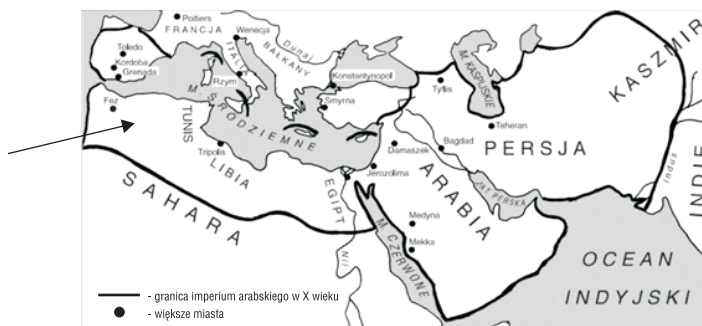 Poitiers
FRANCJA
Wenecja
Dunaj
BAŁKANY
ITALIA
Toledo
Kordoba
Grenada
Rzym
Konstantynopol
Smyrna
M. ŚRÓDZIEMNE
Fez
TUNIS
Tripolis
LIBIA
SAHARA
EGIPT
Nil
Jerozolima
Damaszek
Bagdad
Tyflis
M. KASPIJSKIE
Teheran
PERSJA
KASZMIR
Indus
INDIE
ARABIA
ZAT. PERSKA
Medyna
Mekka
M. CZERWONE
OCEAN
INDYJSKI
- granica imperium arabskiego w X wieku
- większe miasta